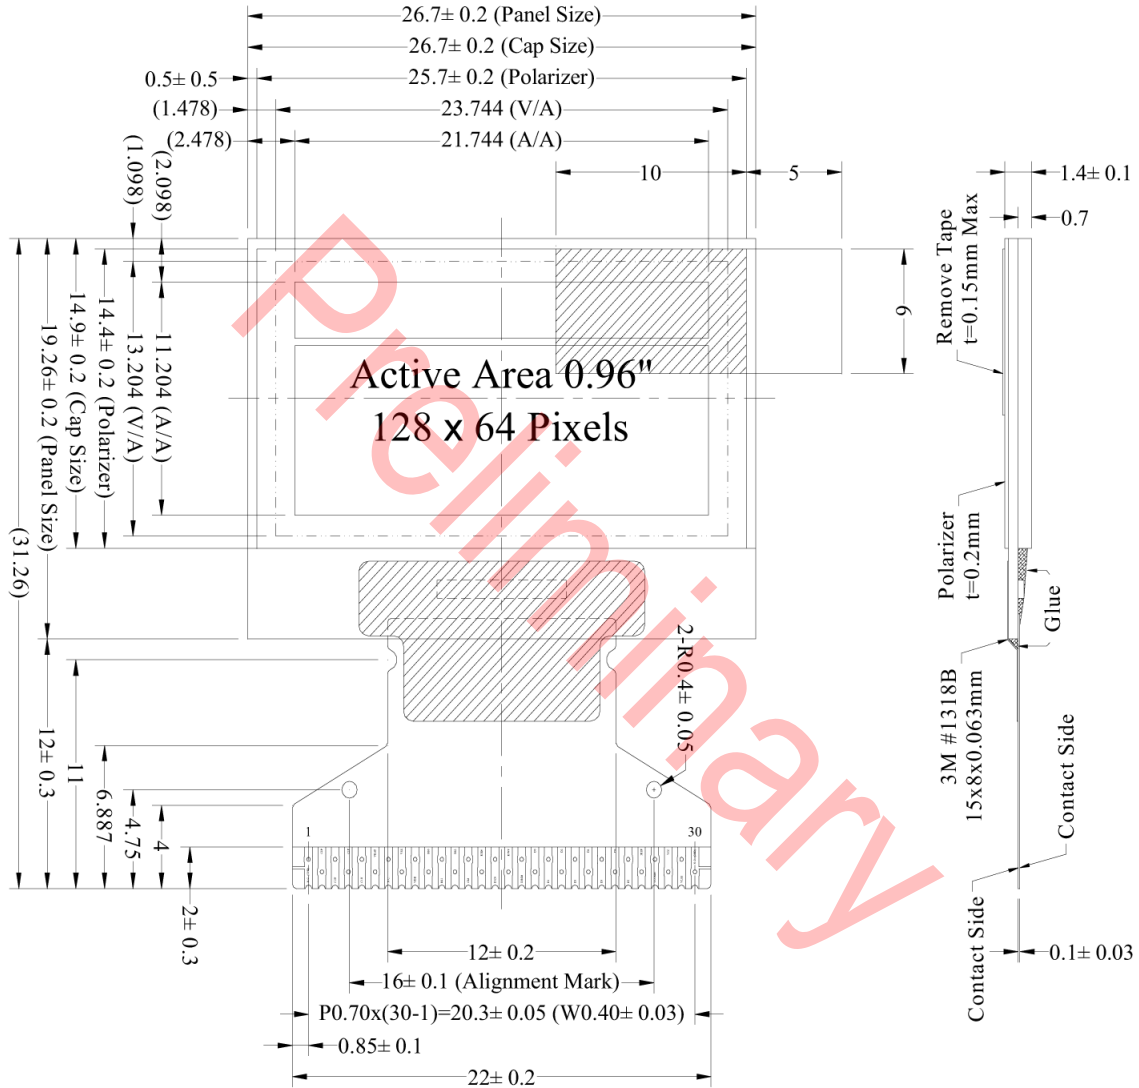 26.7± 0.2 (Panel Size)
26.7± 0.2 (Cap Size)
0.5± 0.5
25.7± 0.2 (Polarizer)
(1.478)
23.744 (V/A)
(2.478)
21.744 (A/A)
(1.098)
(2.098)
10
5
1.4± 0.1
0.7
Remove Tape
t=0.15mm Max
9
(31.26)
19.26± 0.2 (Panel Size)
14.9± 0.2 (Cap Size)
14.4± 0.2 (Polarizer)
13.204 (V/A)
11.204 (A/A)
Active Area 0.96"
128 x 64 Pixels
Preliminary
Polarizer
t=0.2mm
Glue
2-R0.4± 0.05
3M #1318B
15x8x0.063mm
Contact Side
12± 0.3
11
6.887
4.75
4
1
30
2± 0.3
Contact Side
12± 0.2
0.1± 0.03
16± 0.1 (Alignment Mark)
P0.70x(30-1)=20.3± 0.05 (W0.40± 0.03)
0.85± 0.1
22± 0.2